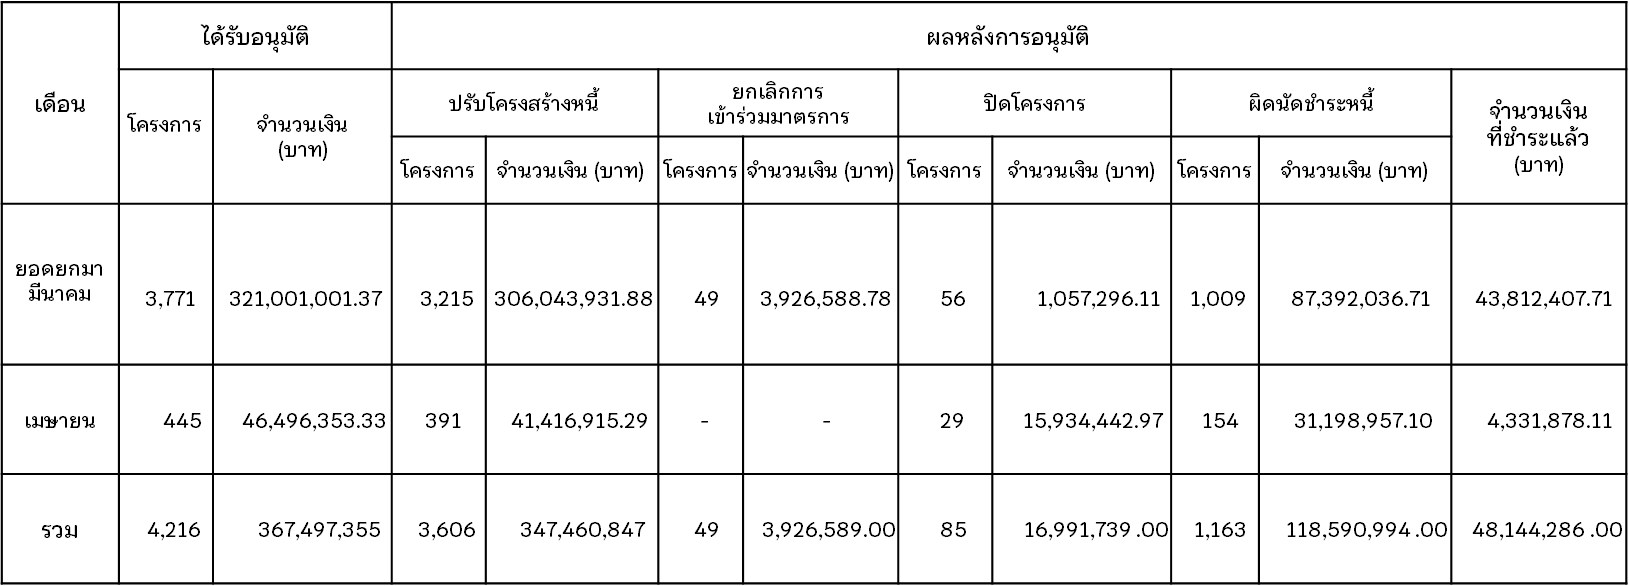 เดือน
ได้รับอนุมัติ
ผลหลังการอนุมัติ
โครงการ
จำนวนเงิน
(บาท)
ปรับโครงสร้างหนี้
ยกเลิกการ
เข้าร่วมมาตรการ
ปิดโครงการ
ผิดนัดชำระหนี้
จำนวนเงิน
ที่ชำระแล้ว
(บาท)
โครงการ จำนวนเงิน (บาท) โครงการ จำนวนเงิน (บาท) โครงการ จำนวนเงิน (บาท) โครงการ จำนวนเงิน (บาท)
ยอดยกมา
มีนาคม 3,771 321,001,001.37 3,215 306,043,931.88 49 3,926,588.78 56 1,057,296.11 1,009 87,392,036.71 43,812,407.71
เมษายน 445 46,496,353.33 391 41,416,915.29 - - 29 15,934,442.97 154 31,198,957.10 4,331,878.11
รวม 4,216 367,497,355 3,606 347,460,847 49 3,926,589.00 85 16,991,739 .00 1,163 118,590,994 .00 48,144,286 .00